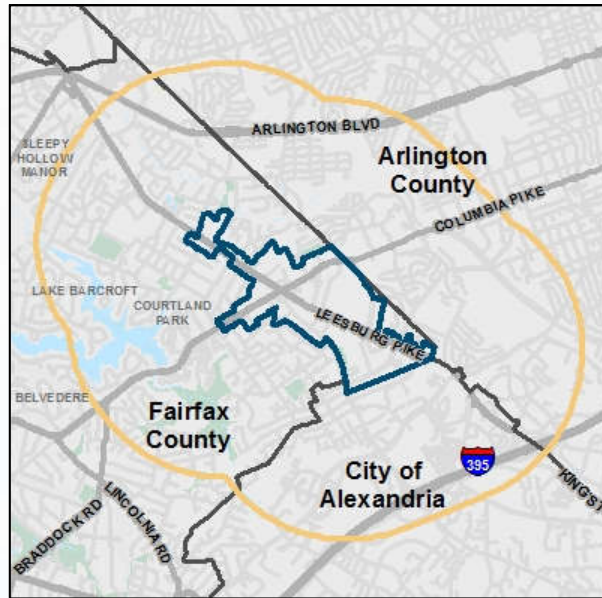 ARLINGTON BLVD
SLEEPY
HOLLOW
MANOR
Arlington
County
COLUMBIA PIKE
LAKE BARCROFT
COURTLAND
PARK
LEESBURG PIKE
BELVEDERE
Fairfax
County
City of
Alexandria
395
KING ST
LINCOLNIA RD
BRADDOCK RD